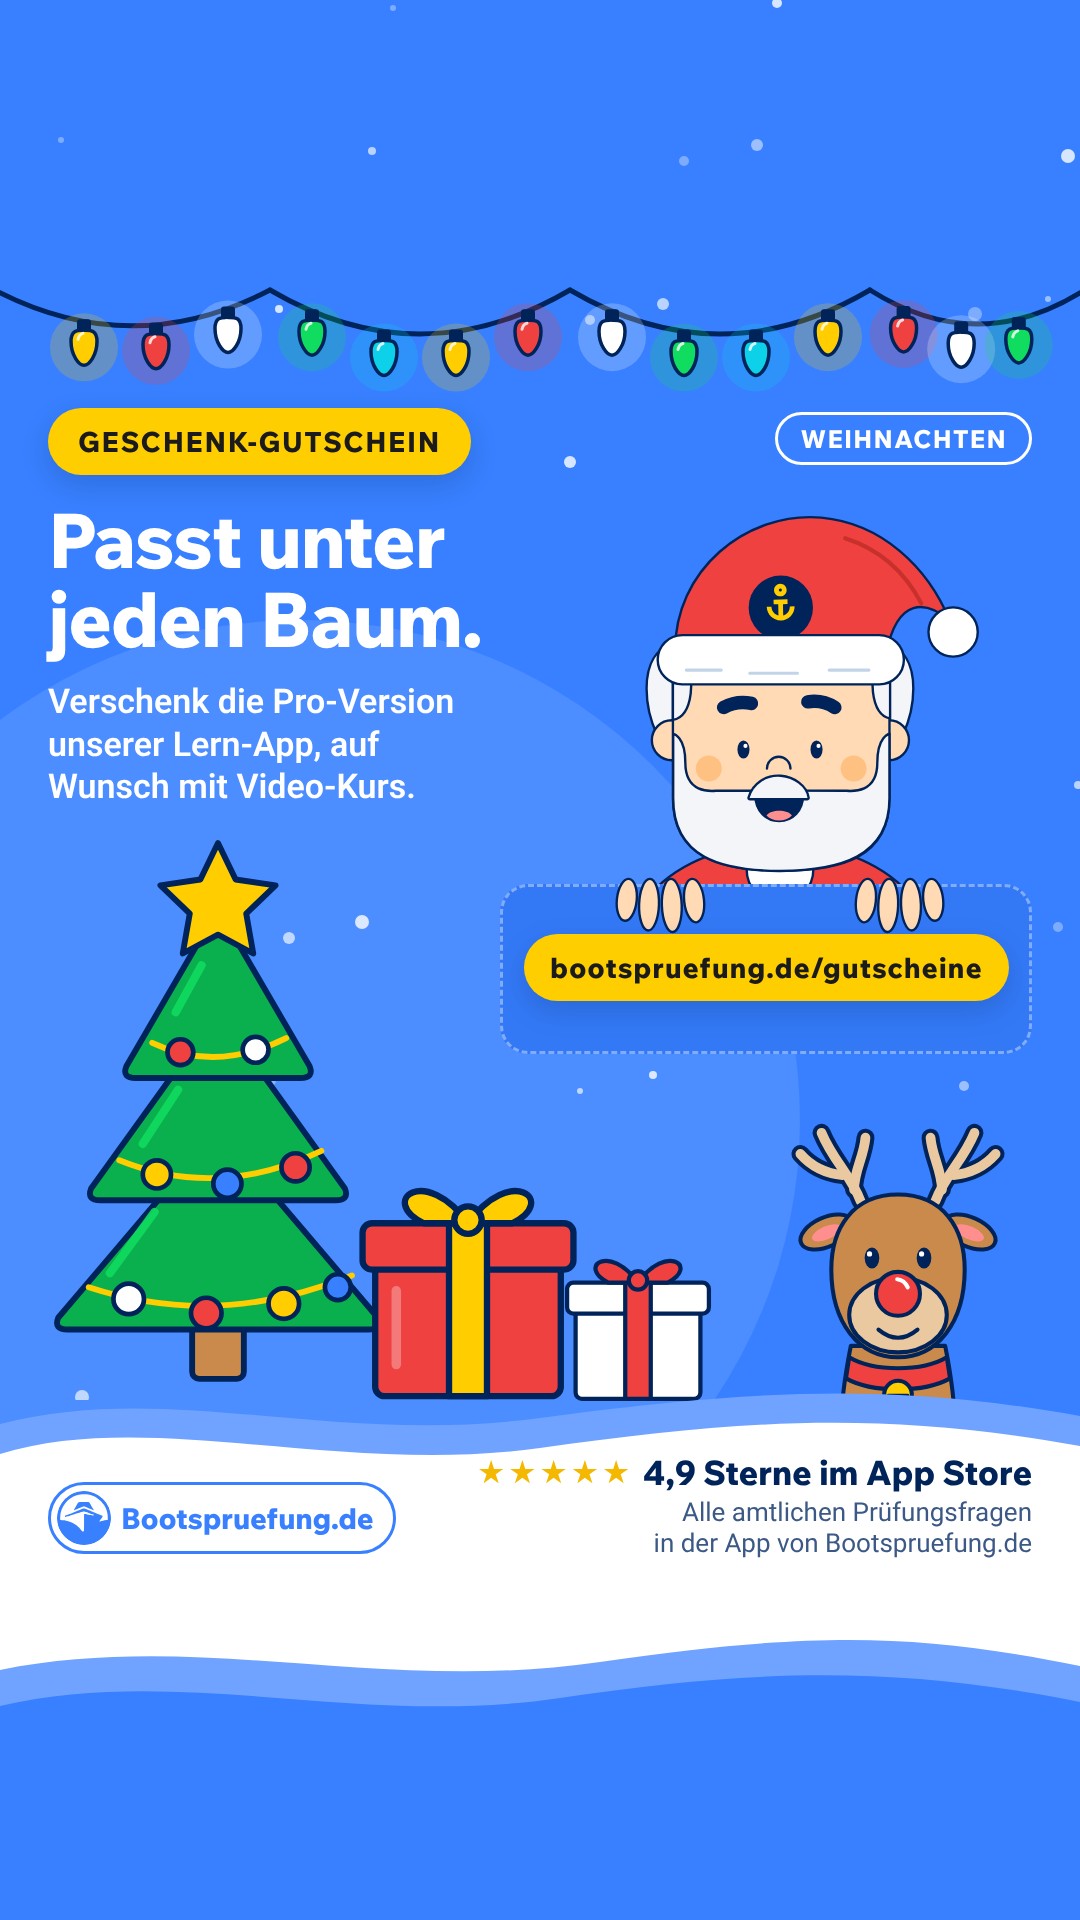 GESCHENK-GUTSCHEIN
WEIHNACHTEN
Passt unter
jeden Baum.
Verschenk die Pro-Version
unserer Lern-App, auf
Wunsch mit Video-Kurs.
bootspruefung.de/gutscheine
★★★★★ 4,9 Sterne im App Store
Alle amtlichen Prüfungsfragen
in der App von Bootspruefung.de
Bootspruefung.de